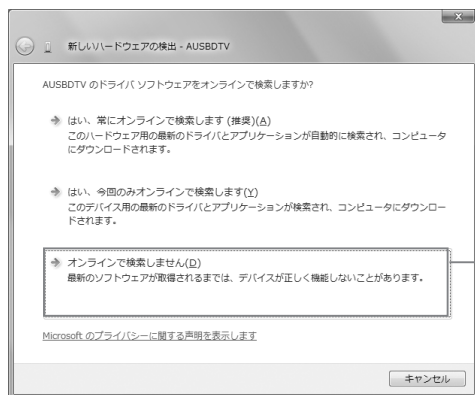 新しいハードウェアの検出 - AUSBDTV
AUSBDTV のドライバ ソフトウェアをオンラインで検索しますか?
はい、常にオンラインで検索します (推奨)(A)
このハードウェア用の最新のドライバとアプリケーションが自動的に検索され、コンピュータ
にダウンロードされます。
はい、今回のみオンラインで検索します(Y)
このデバイス用の最新のドライバとアプリケーションが検索され、コンピュータにダウンロー
ドされます。
オンラインで検索しません(D)
最新のソフトウェアが取得されるまでは、デバイスが正しく機能しないことがあります。
Microsoft のプライバシーに関する声明を表示します
キャンセル